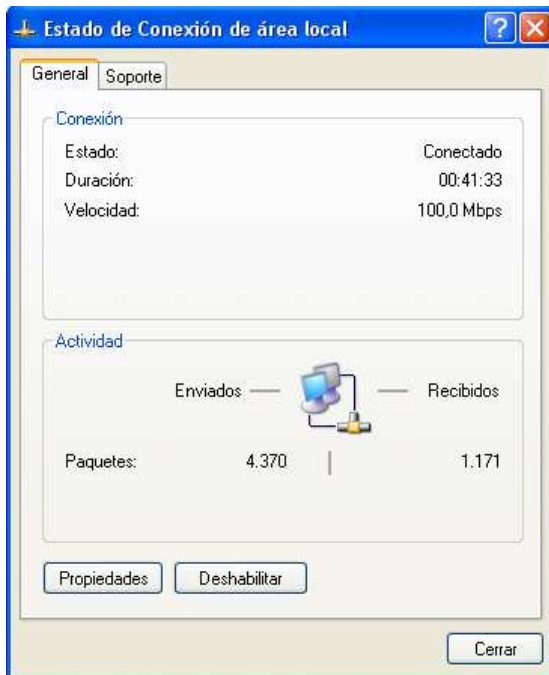 Estado de Conexión de área local
General Soporte
Conexión
Estado: Conectado
Duración: 00:41:33
Velocidad: 100,0 Mbps
Actividad
Enviados Recibidos
Paquetes: 4.370 1.171
Propiedades Deshabilitar
Cerrar